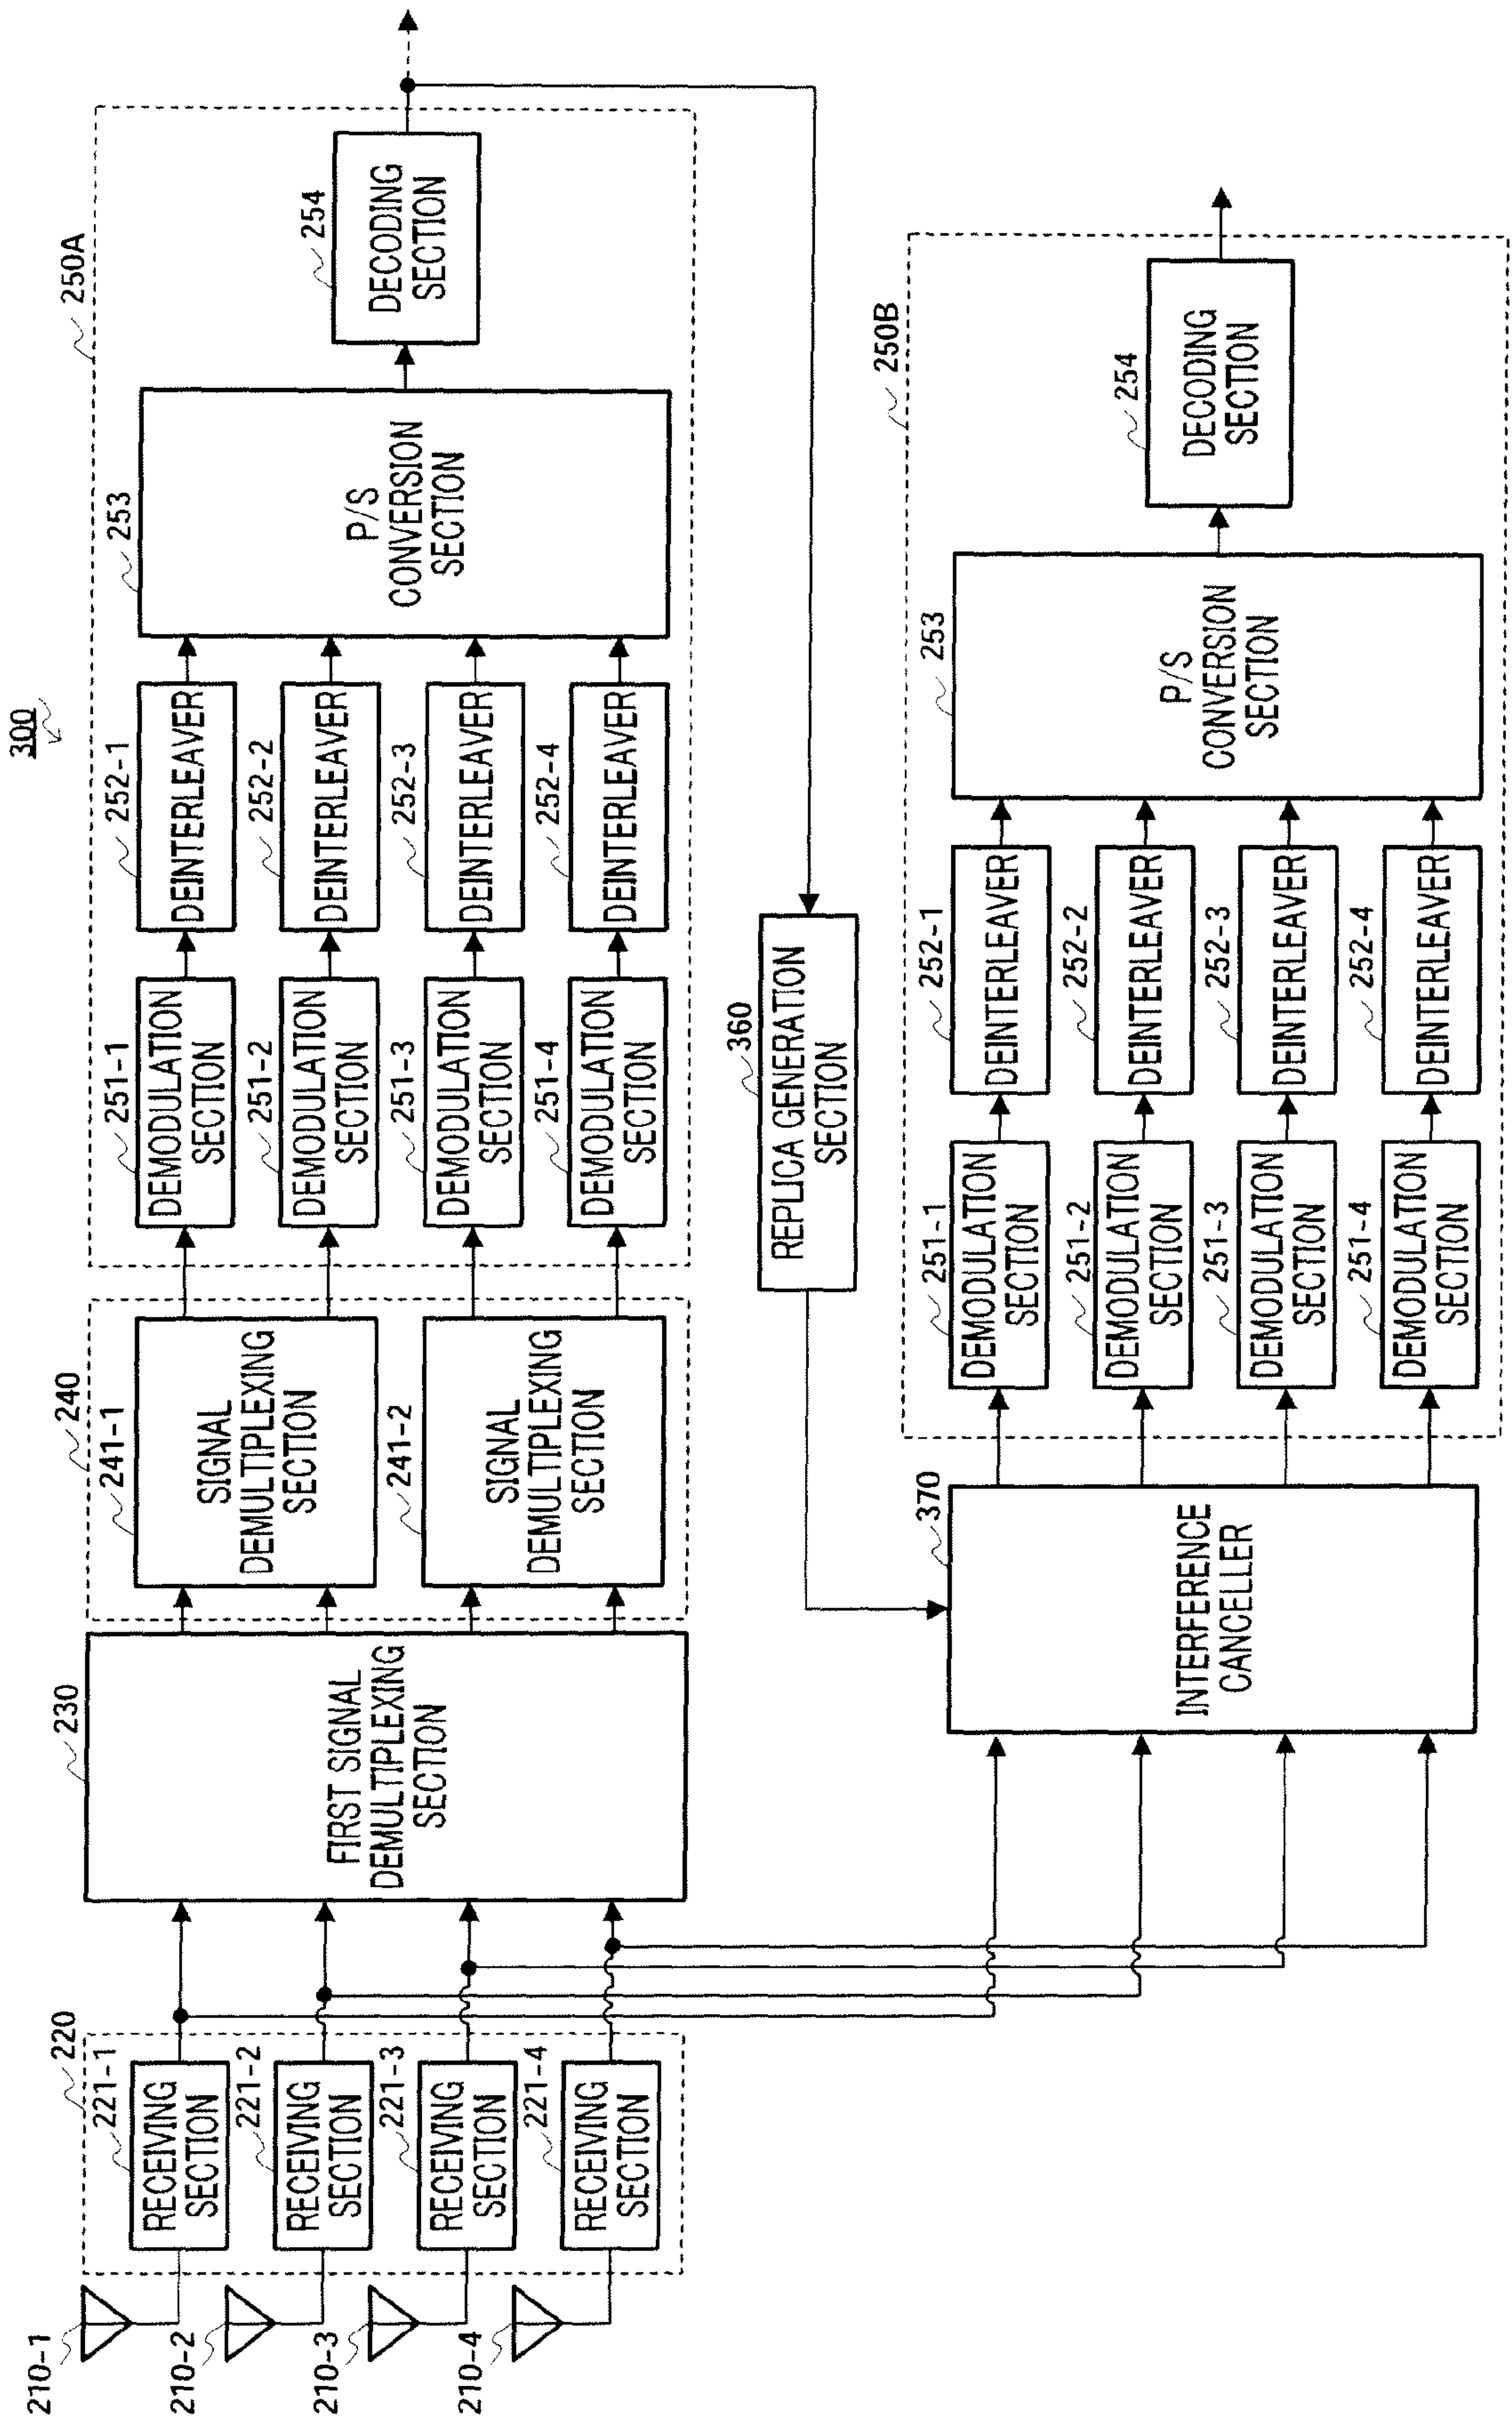 300
210-1
210-2
210-3
210-4
220
221-1
RECEIVING
SECTION
221-2
RECEIVING
SECTION
221-3
RECEIVING
SECTION
221-4
RECEIVING
SECTION
230
FIRST SIGNAL
DEMULTIPLEXING
SECTION
240
241-1
SIGNAL
DEMULTIPLEXING
SECTION
241-2
SIGNAL
DEMULTIPLEXING
SECTION
250A
251-1
DEMODULATION
SECTION
251-2
DEMODULATION
SECTION
251-3
DEMODULATION
SECTION
251-4
DEMODULATION
SECTION
252-1
DEINTERLEAVER
252-2
DEINTERLEAVER
252-3
DEINTERLEAVER
252-4
DEINTERLEAVER
253
P/S
CONVERSION
SECTION
254
DECODING
SECTION
360
REPLICA GENERATION
SECTION
370
INTERFERENCE
CANCELLER
250B
251-1
DEMODULATION
SECTION
251-2
DEMODULATION
SECTION
251-3
DEMODULATION
SECTION
251-4
DEMODULATION
SECTION
252-1
DEINTERLEAVER
252-2
DEINTERLEAVER
252-3
DEINTERLEAVER
252-4
DEINTERLEAVER
253
P/S
CONVERSION
SECTION
254
DECODING
SECTION